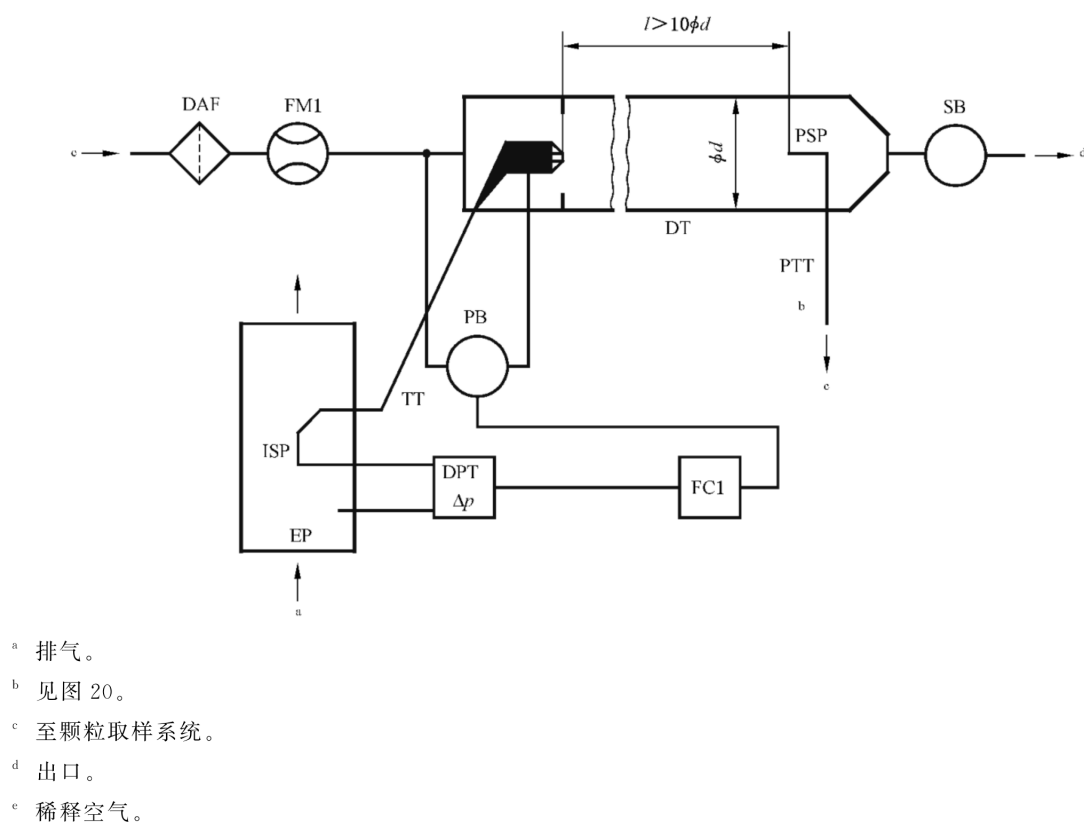 l>10ϕd
DAF
FM1
SB
e
PSP
d
ϕd
DT
PTT
b
PB
c
TT
ISP
DPT
Δp
FC1
EP
a
a 排气。
b 见图 20。
c 至颗粒取样系统。
d 出口。
e 稀释空气。